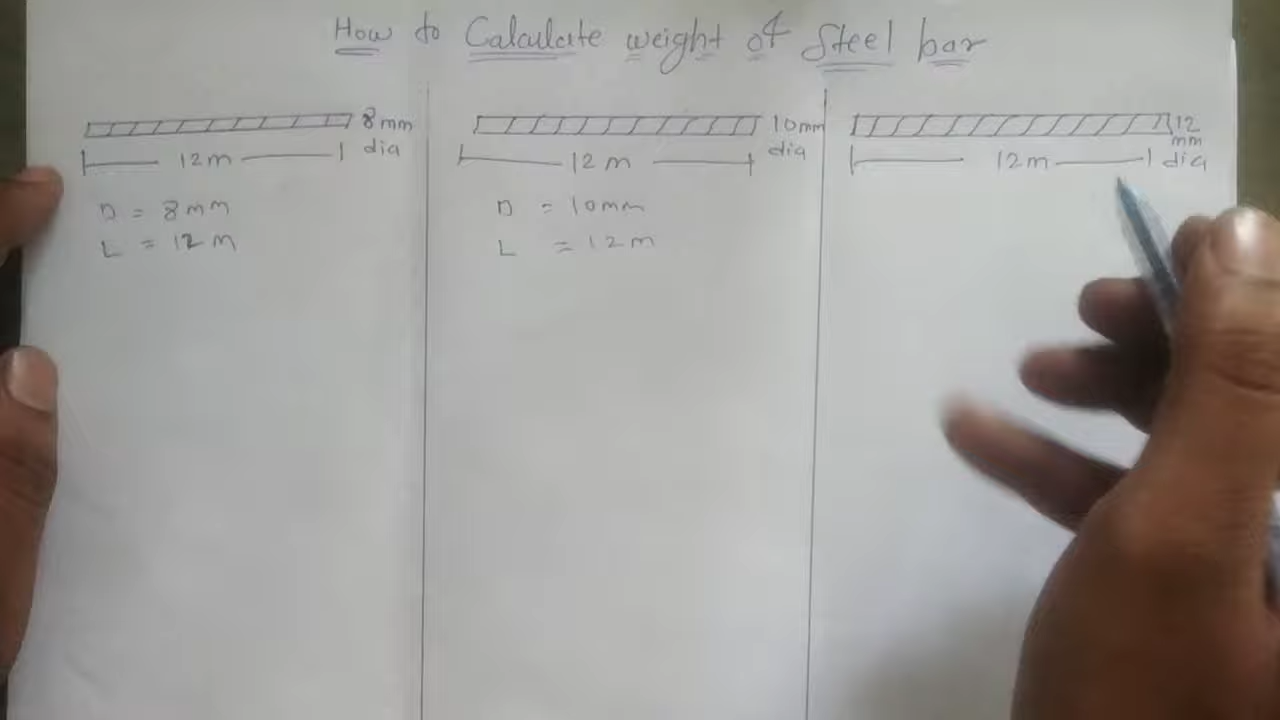 How to Calculate weight of Steel bar
8mm
dia
12m
D = 8mm
L = 12m
10mm
dia
12m
D = 10mm
L = 12m
12
mm
dia
12m